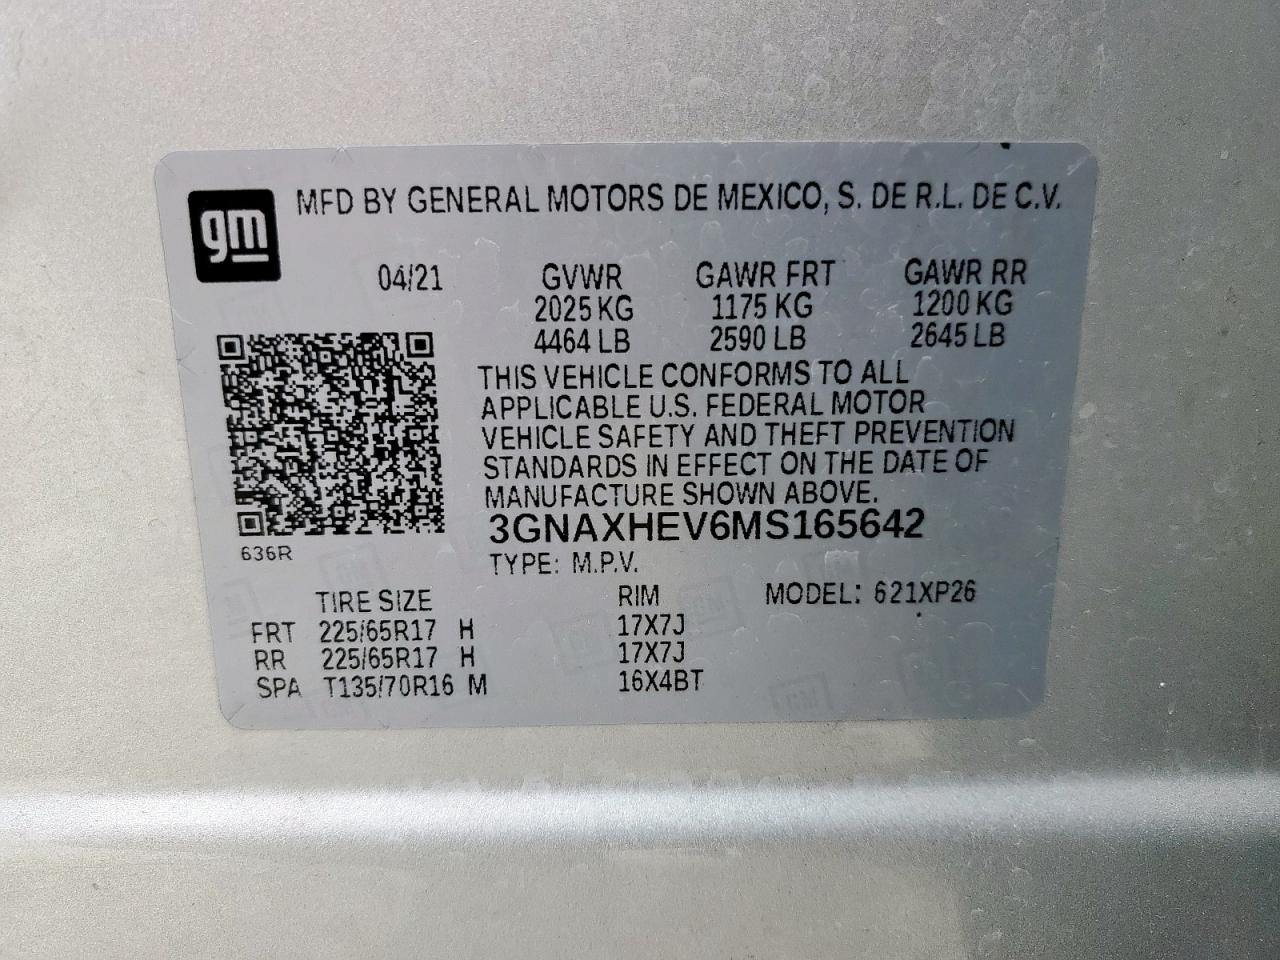 gm MFD BY GENERAL MOTORS DE MEXICO, S. DE R.L. DE C.V.
04/21 GVWR GAWR FRT GAWR RR
2025 KG 1175 KG 1200 KG
4464 LB 2590 LB 2645 LB
THIS VEHICLE CONFORMS TO ALL
APPLICABLE U.S. FEDERAL MOTOR
VEHICLE SAFETY AND THEFT PREVENTION
STANDARDS IN EFFECT ON THE DATE OF
MANUFACTURE SHOWN ABOVE.
3GNAXHEV6MS165642
636R
TYPE: M.P.V.
TIRE SIZE RIM MODEL: 621XP26
FRT 225/65R17 H 17X7J
RR 225/65R17 H 17X7J
SPA T135/70R16 M 16X4BT